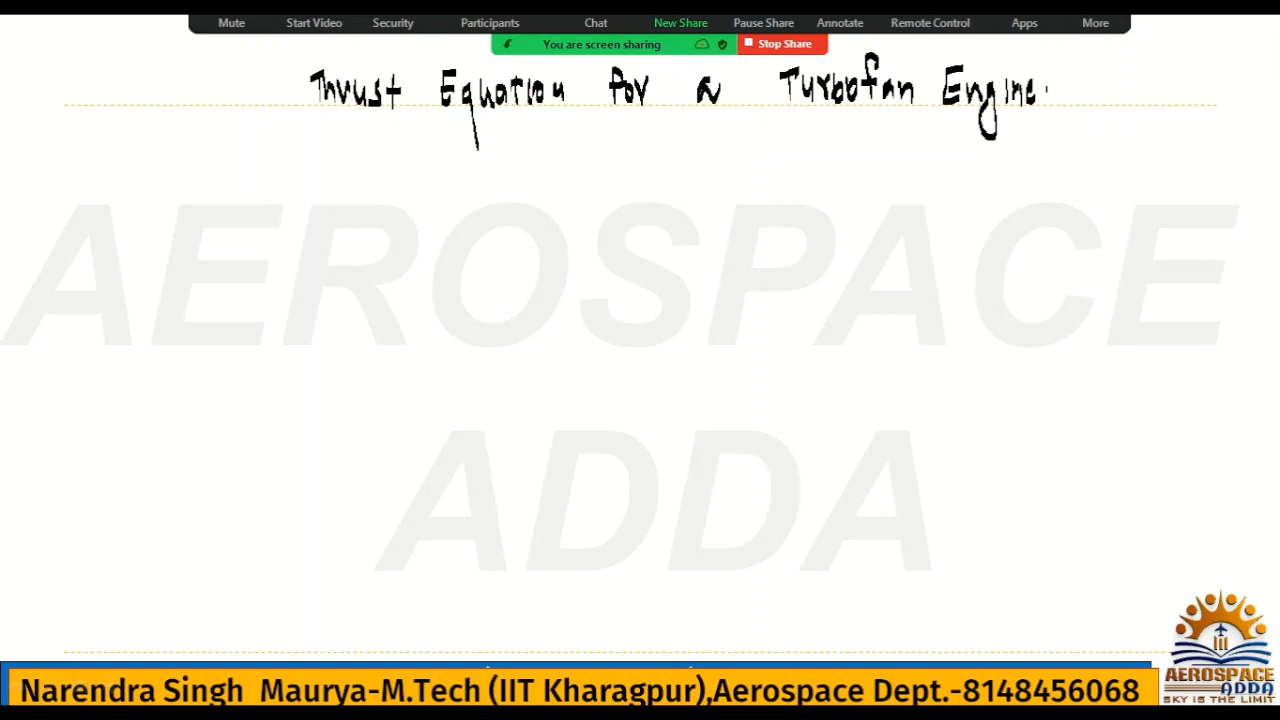 Mute Start Video Security Participants Chat New Share Pause Share Annotate Remote Control Apps More
You are screen sharing Stop Share
Thrust Equation for a Turbofan Engine.
AEROSPACE
ADDA
AEROSPACE
ADDA
SKY IS THE LIMIT
Narendra Singh Maurya-M.Tech (IIT Kharagpur),Aerospace Dept.-8148456068